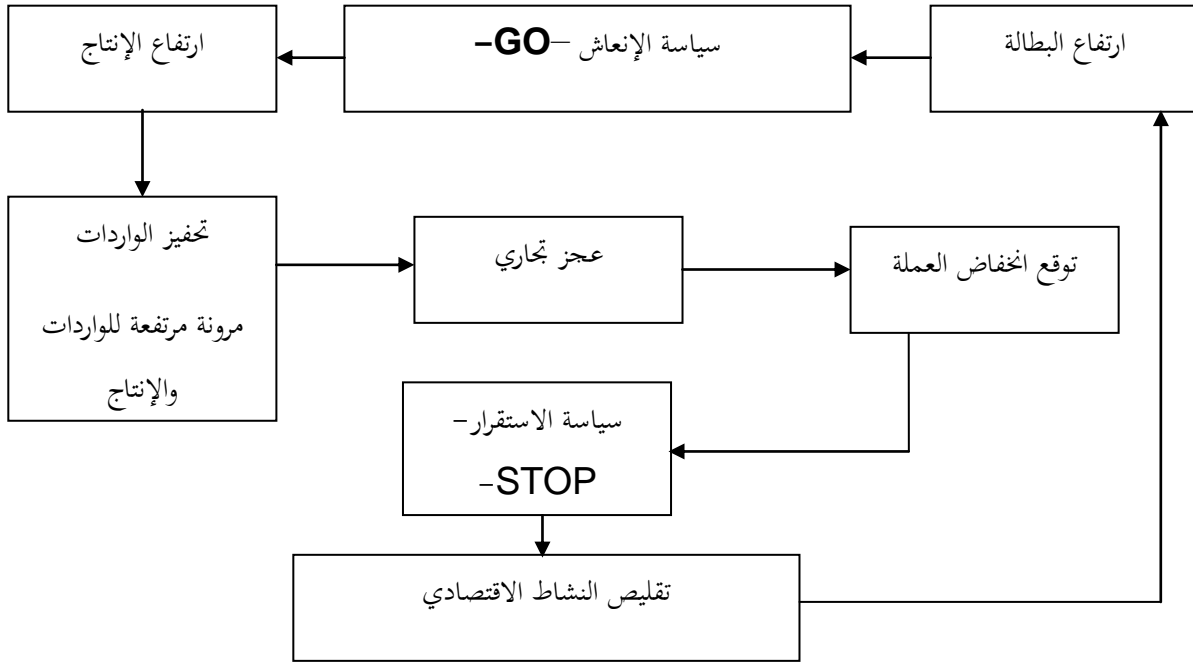 ارتفاع البطالة
سياسة الإنعاش –GO–
ارتفاع الإنتاج
تحفيز الواردات
مرونة مرتفعة للواردات
والإنتاج
عجز تجاري
توقع انخفاض العملة
سياسة الاستقرار–
STOP–
تقليص النشاط الاقتصادي